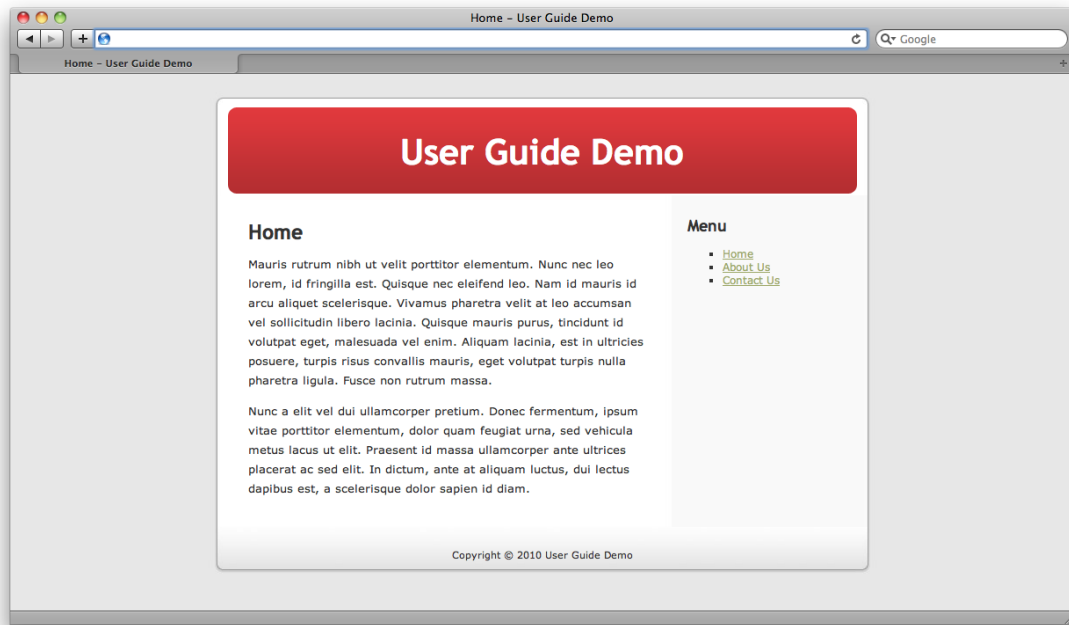 Home – User Guide Demo
Google
Home – User Guide Demo
User Guide Demo
Home
Mauris rutrum nibh ut velit porttitor elementum. Nunc nec leo
lorem, id fringilla est. Quisque nec eleifend leo. Nam id mauris id
arcu aliquet scelerisque. Vivamus pharetra velit at leo accumsan
vel sollicitudin libero lacinia. Quisque mauris purus, tincidunt id
volutpat eget, malesuada vel enim. Aliquam lacinia, est in ultricies
posuere, turpis risus convallis mauris, eget volutpat turpis nulla
pharetra ligula. Fusce non rutrum massa.
Nunc a elit vel dui ullamcorper pretium. Donec fermentum, ipsum
vitae porttitor elementum, dolor quam feugiat urna, sed vehicula
metus lacus ut elit. Praesent id massa ullamcorper ante ultrices
placerat ac sed elit. In dictum, ante at aliquam luctus, dui lectus
dapibus est, a scelerisque dolor sapien id diam.
Menu
Home
About Us
Contact Us
Copyright © 2010 User Guide Demo